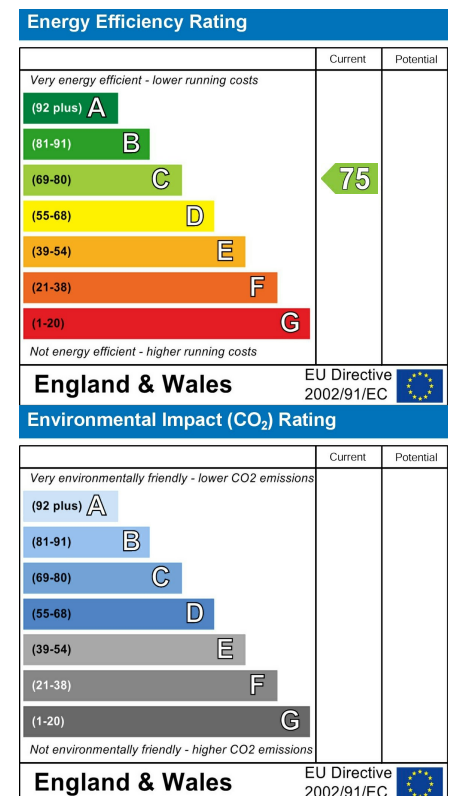 Energy Efficiency Rating
Current Potential
Very energy efficient - lower running costs
(92 plus) A
(81-91) B
(69-80) C 75
(55-68) D
(39-54) E
(21-38) F
(1-20) G
Not energy efficient - higher running costs
England & Wales EU Directive
2002/91/EC
Environmental Impact (CO₂) Rating
Current Potential
Very environmentally friendly - lower CO2 emissions
(92 plus) A
(81-91) B
(69-80) C
(55-68) D
(39-54) E
(21-38) F
(1-20) G
Not environmentally friendly - higher CO2 emissions
England & Wales EU Directive
2002/91/EC